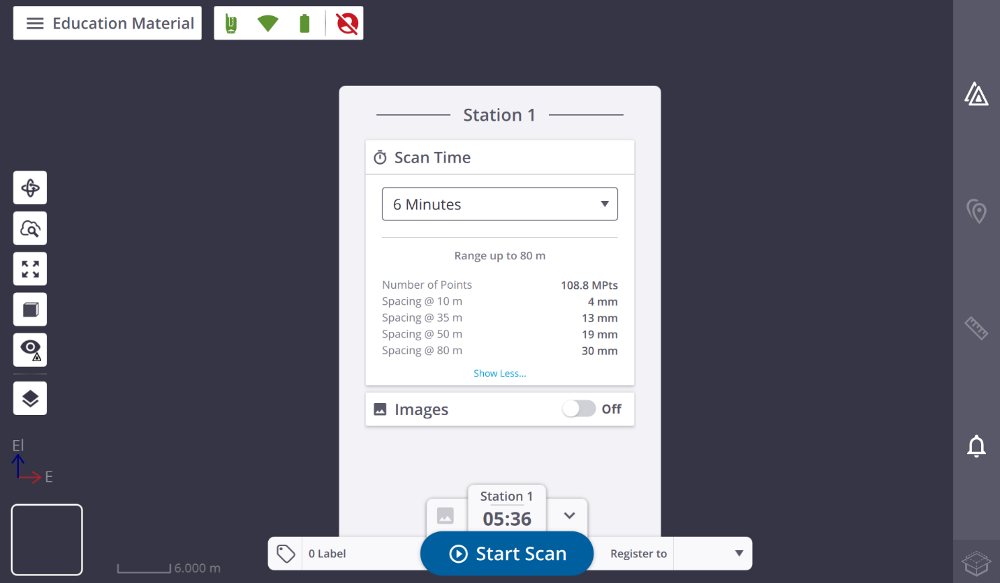 Education Material
Station 1
Scan Time
6 Minutes
Range up to 80 m
Number of Points 108.8 MPts
Spacing @ 10 m 4 mm
Spacing @ 35 m 13 mm
Spacing @ 50 m 19 mm
Spacing @ 80 m 30 mm
Show Less...
Images Off
El
E
Station 1
05:36
0 Label
Start Scan
Register to
6.000 m